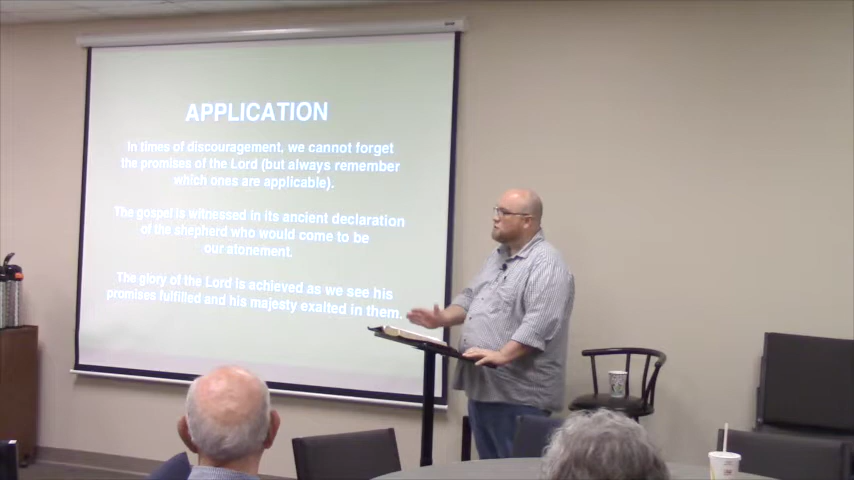 APPLICATION
In times of discouragement, we cannot forget
the promises of the Lord (but always remember
which ones are applicable).
The gospel is witnessed in its ancient declaration
of the shepherd who would come to be
our atonement.
The glory of the Lord is achieved as we see his
promises fulfilled and his majesty exalted in them.